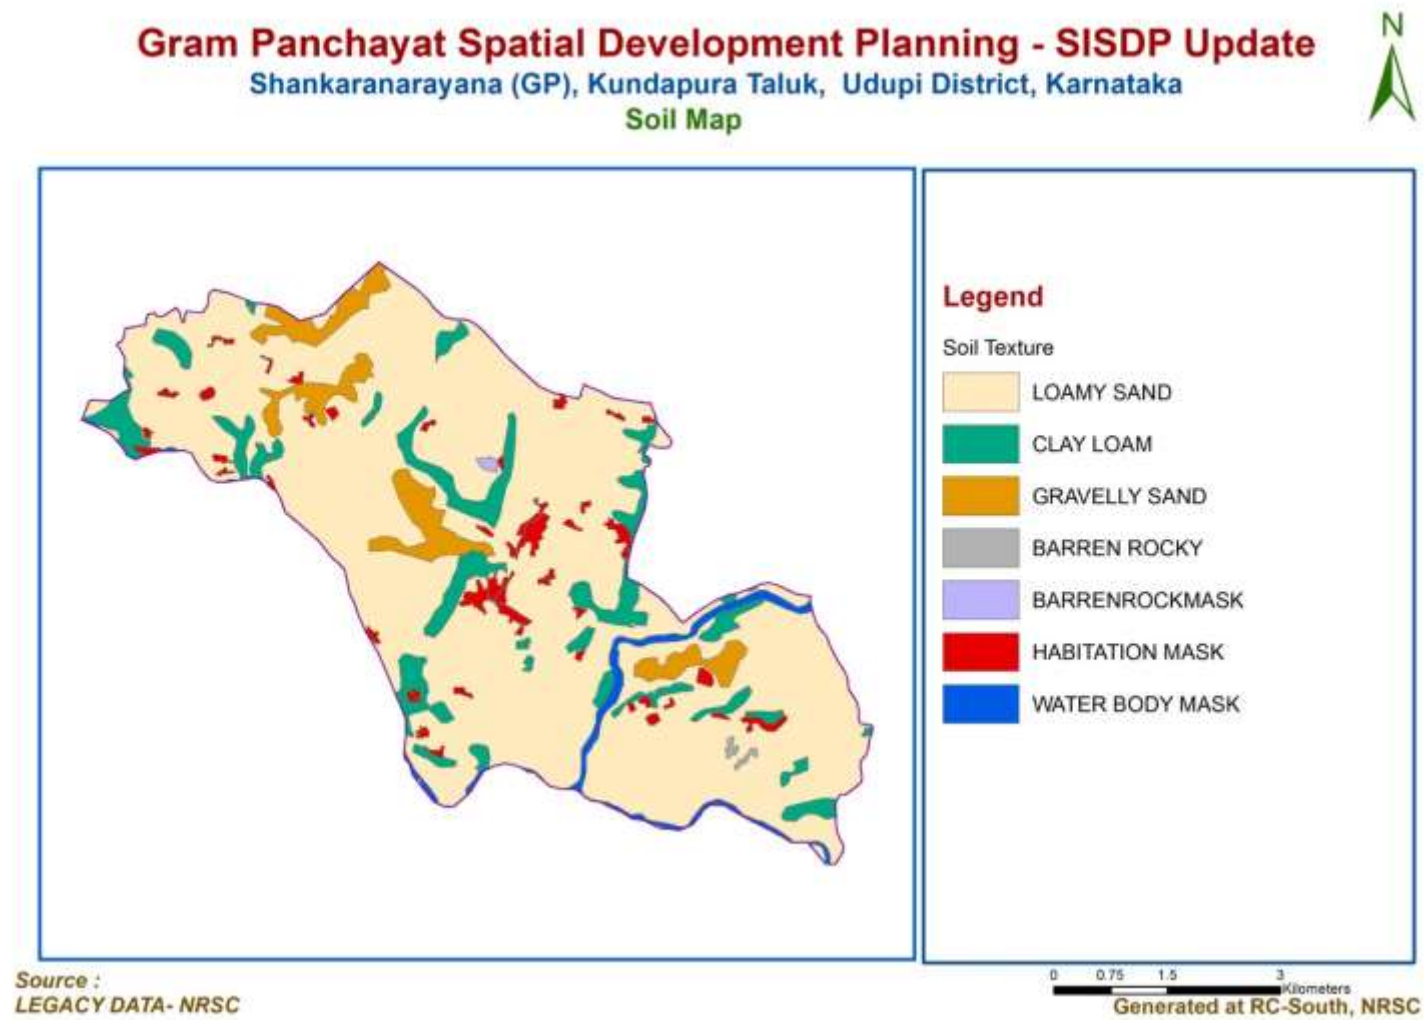 Gram Panchayat Spatial Development Planning - SISDP Update
N
Shankaranarayana (GP), Kundapura Taluk,  Udupi District, Karnataka
Soil Map
Legend
Soil Texture
LOAMY SAND
CLAY LOAM
GRAVELLY SAND
BARREN ROCKY
BARRENROCKMASK
HABITATION MASK
WATER BODY MASK
Source :
LEGACY DATA- NRSC
0 0.75 1.5 3
Kilometers
Generated at RC-South, NRSC